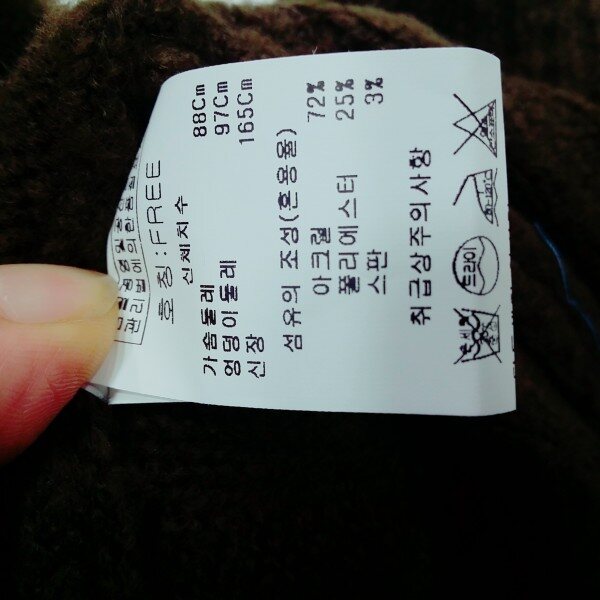 호칭:FREE
신체치수
가슴둘레 88Cm
엉덩이둘레 97Cm
신장 165Cm
섬유의 조성(혼용율)
아크릴 72%
폴리에스터 25%
스판 3%
취급상주의사항
드라이